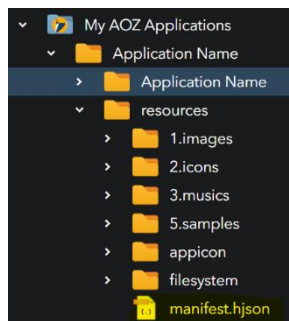 My AOZ Applications
Application Name
Application Name
resources
1.images
2.icons
3.musics
5.samples
appicon
filesystem
manifest.hjson